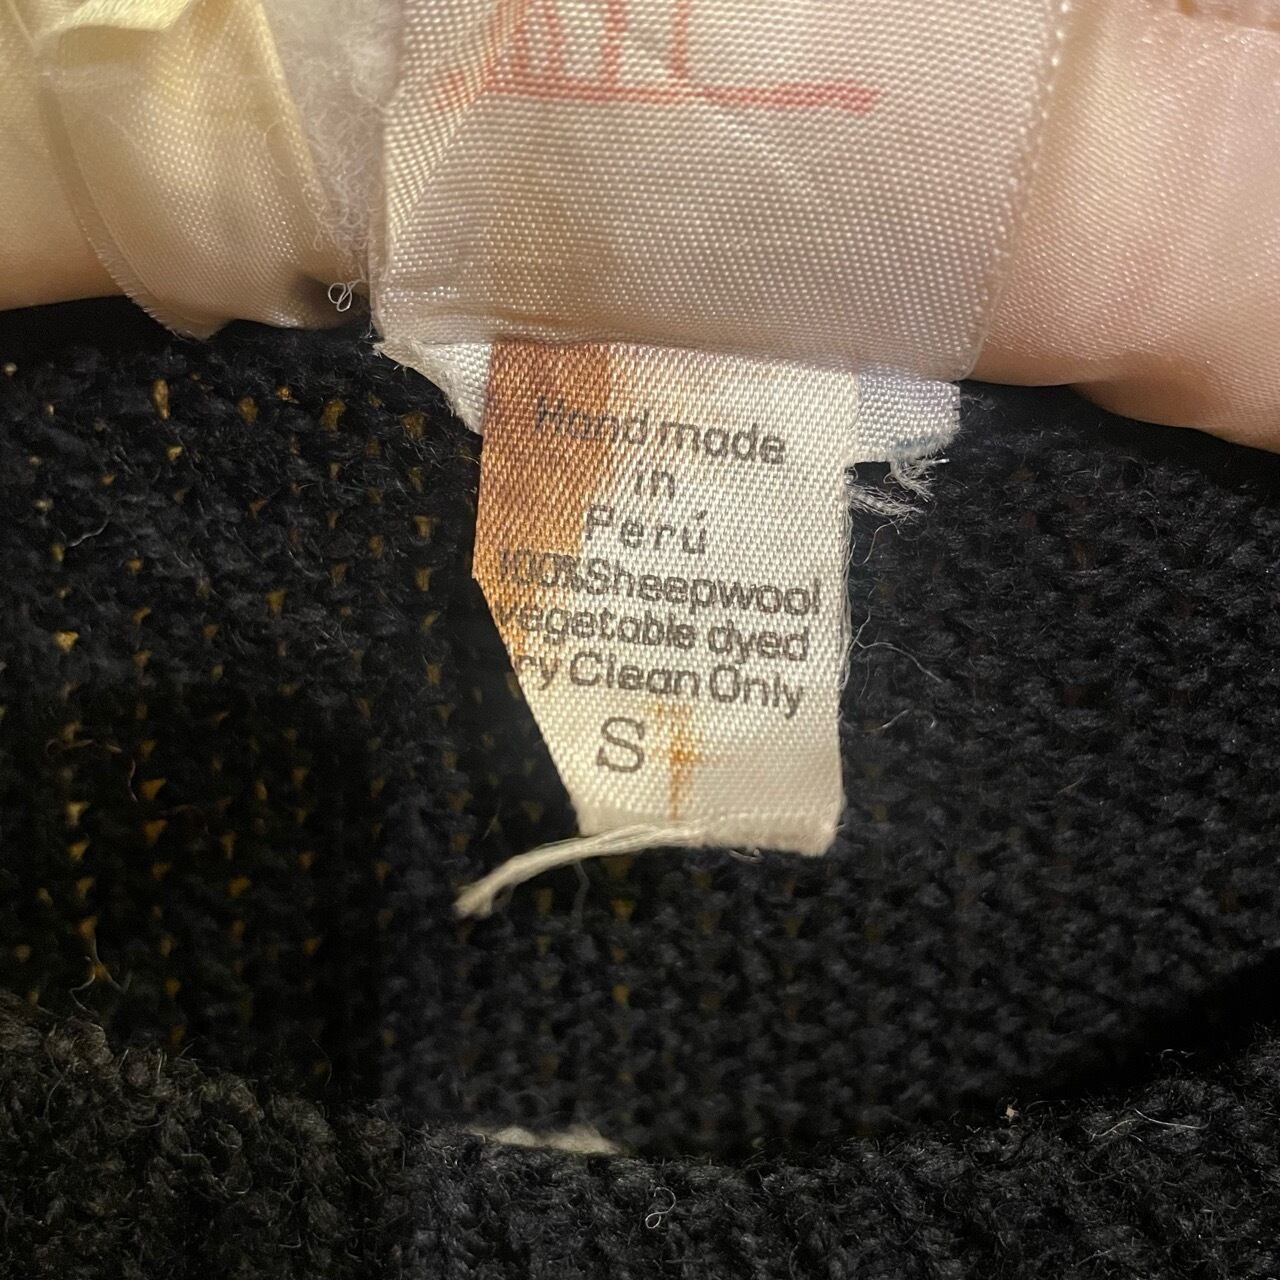 Hand made
in
Perú
100%Sheepwool
vegetable dyed
ry Clean Only
S